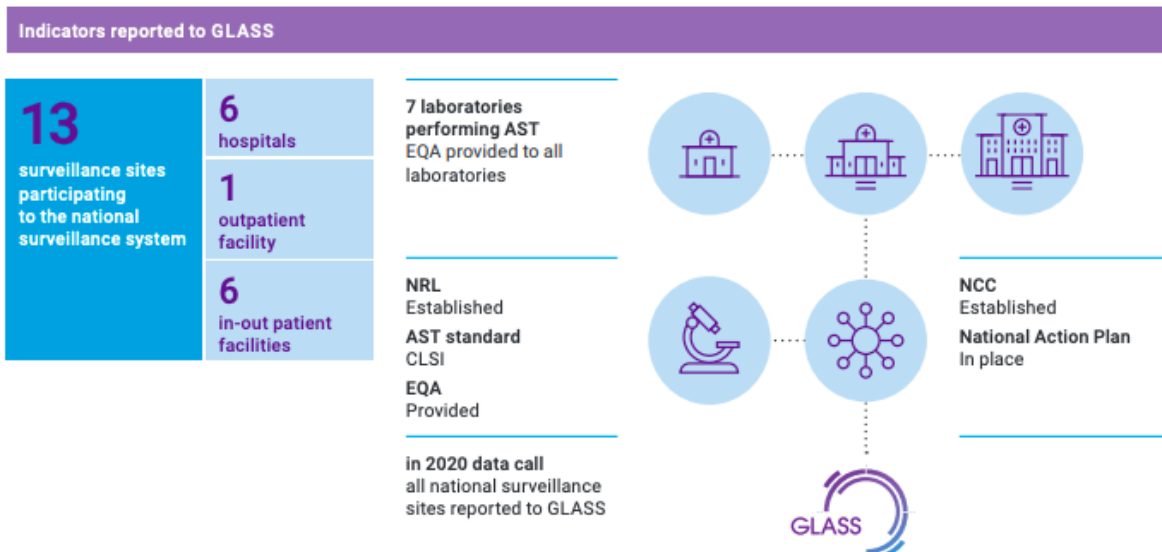 Indicators reported to GLASS
13
surveillance sites
participating
to the national
surveillance system
6
hospitals
1
outpatient
facility
6
in-out patient
facilities
7 laboratories
performing AST
EQA provided to all
laboratories
NRL
Established
AST standard
CLSI
EQA
Provided
in 2020 data call
all national surveillance
sites reported to GLASS
NCC
Established
National Action Plan
In place
GLASS